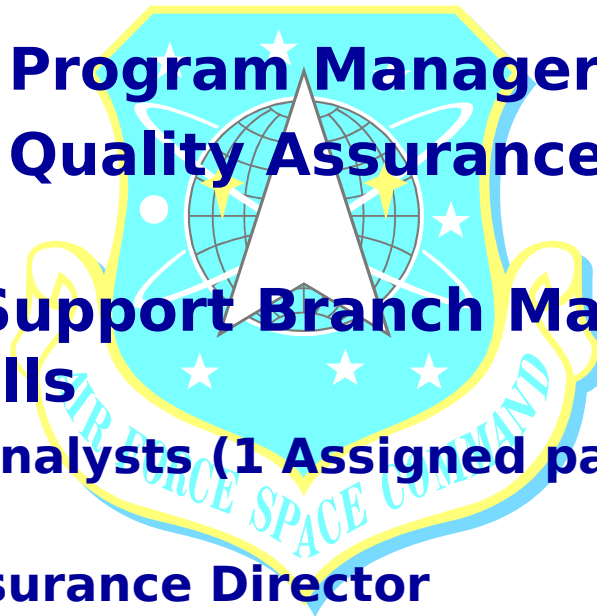 Program Manager
Quality Assurance
Support Branch Ma
lls
nalysts (1 Assigned pa
AIR FORCE SPACE COMMAND
surance Director